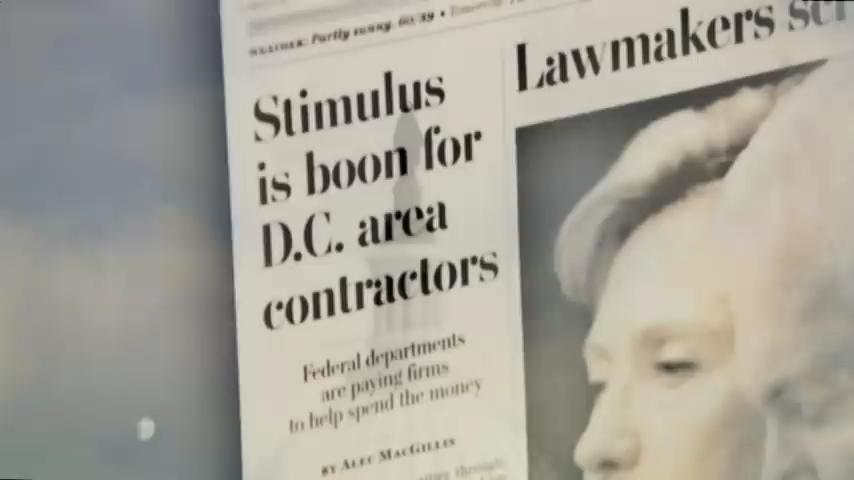 WEATHER: Partly sunny. 60/39 •
Lawmakers
Stimulus
is boon for
D.C. area
contractors
Federal departments
are paying firms
to help spend the money
BY ALEC MACGILLIS